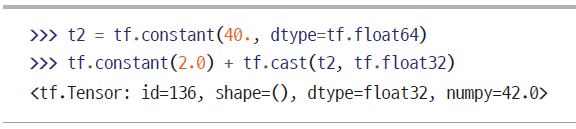 >>> t2 = tf.constant(40., dtype=tf.float64)
>>> tf.constant(2.0) + tf.cast(t2, tf.float32)
<tf.Tensor: id=136, shape=(), dtype=float32, numpy=42.0>